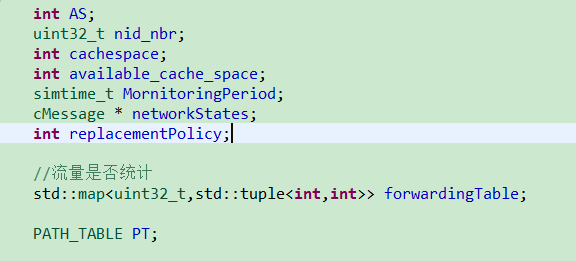 int AS;
uint32_t nid_nbr;
int cachespace;
int available_cache_space;
simtime_t MornitoringPeriod;
cMessage * networkStates;
int replacementPolicy;
//流量是否统计
std::map<uint32_t,std::tuple<int,int>> forwardingTable;
PATH_TABLE PT;